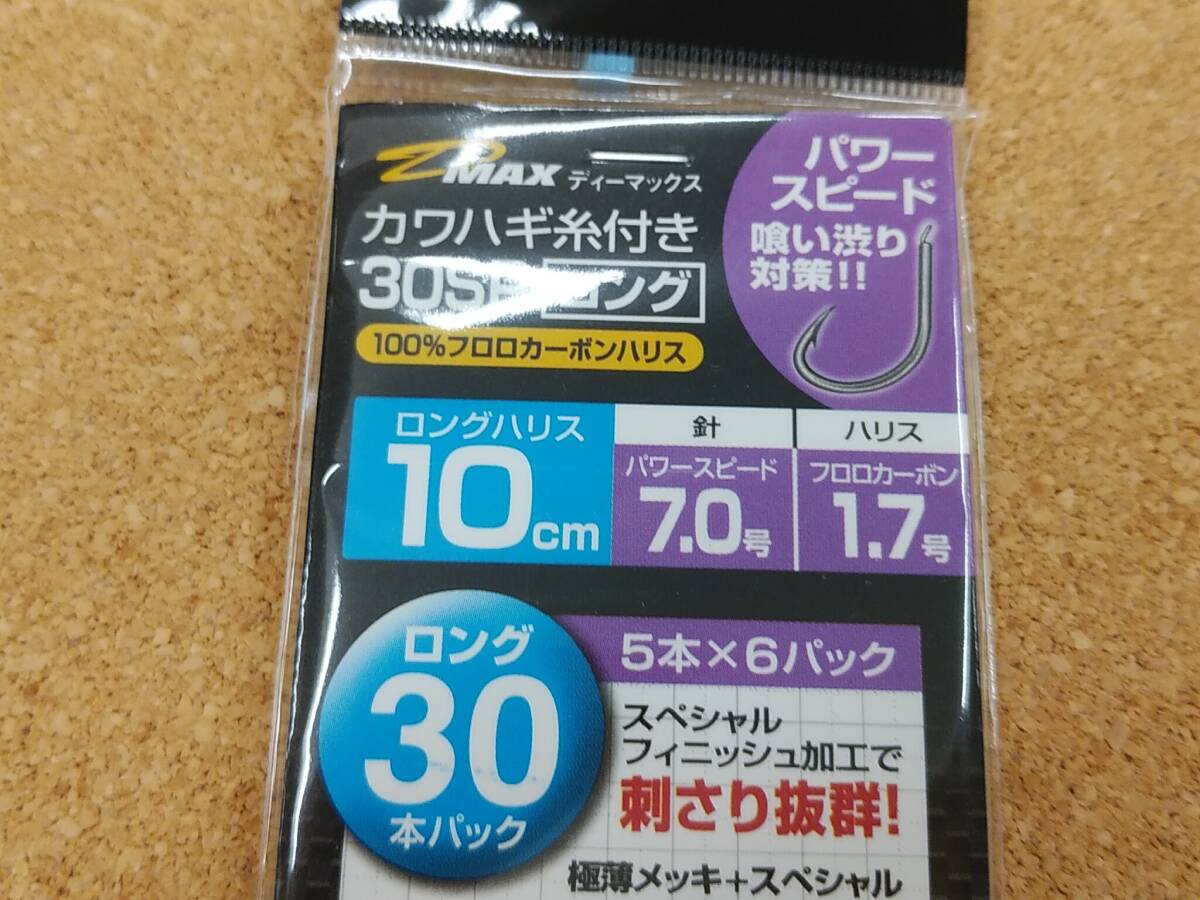 DMAX ディーマックス
カワハギ糸付き
30SP ロング
100%フロロカーボンハリス
パワー
スピード
喰い渋り
対策!!
ロングハリス
10cm
針
パワースピード
7.0号
ハリス
フロロカーボン
1.7号
ロング
30
本パック
5本×6パック
スペシャル
フィニッシュ加工で
刺さり抜群!
極薄メッキ+スペシャル